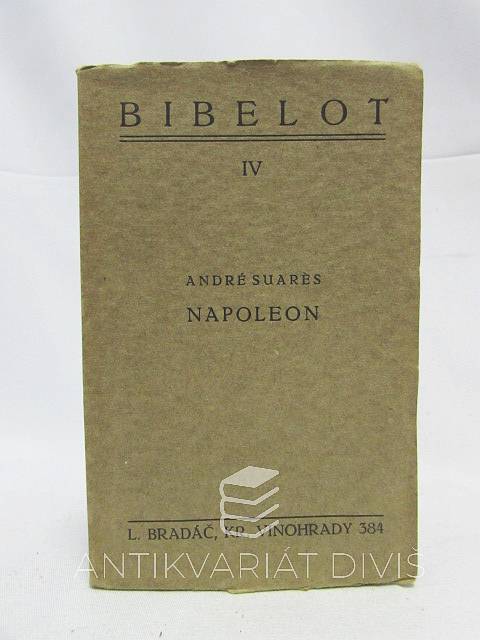 BIBELOT
IV
ANDRÉ SUARÈS
NAPOLEON
L. BRADÁČ, KR. VINOHRADY 384
ANTIKVARIÁT DIVIŠ